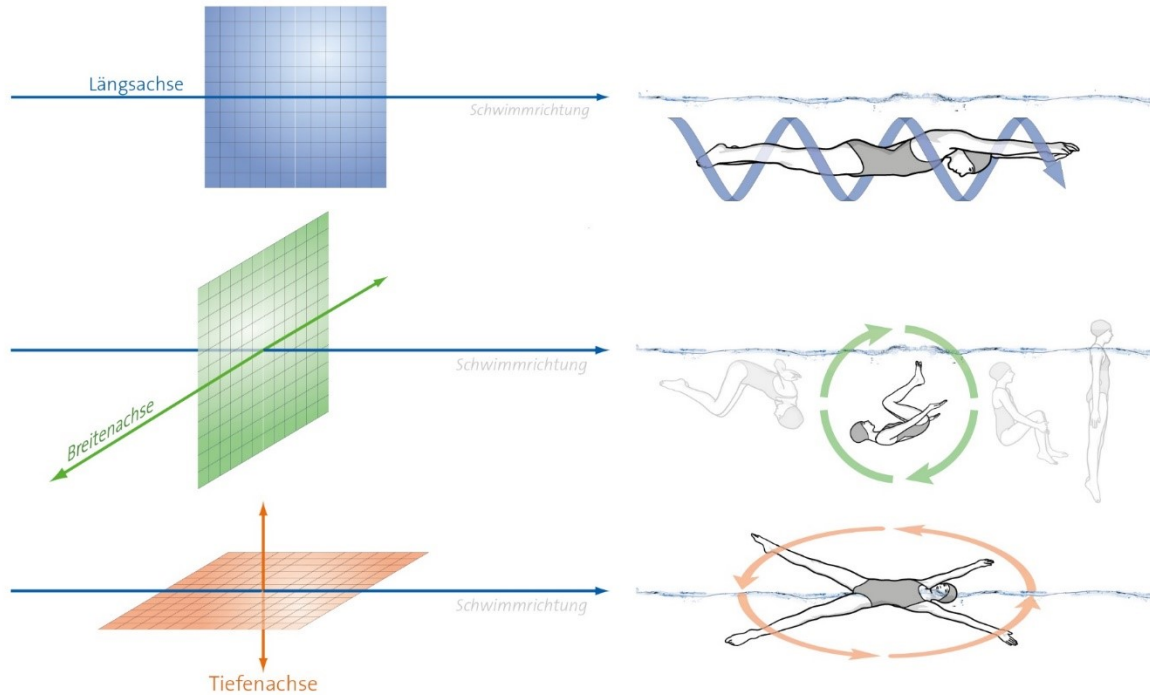 Längsachse
Schwimmrichtung
Breitenachse
Schwimmrichtung
Schwimmrichtung
Tiefenachse